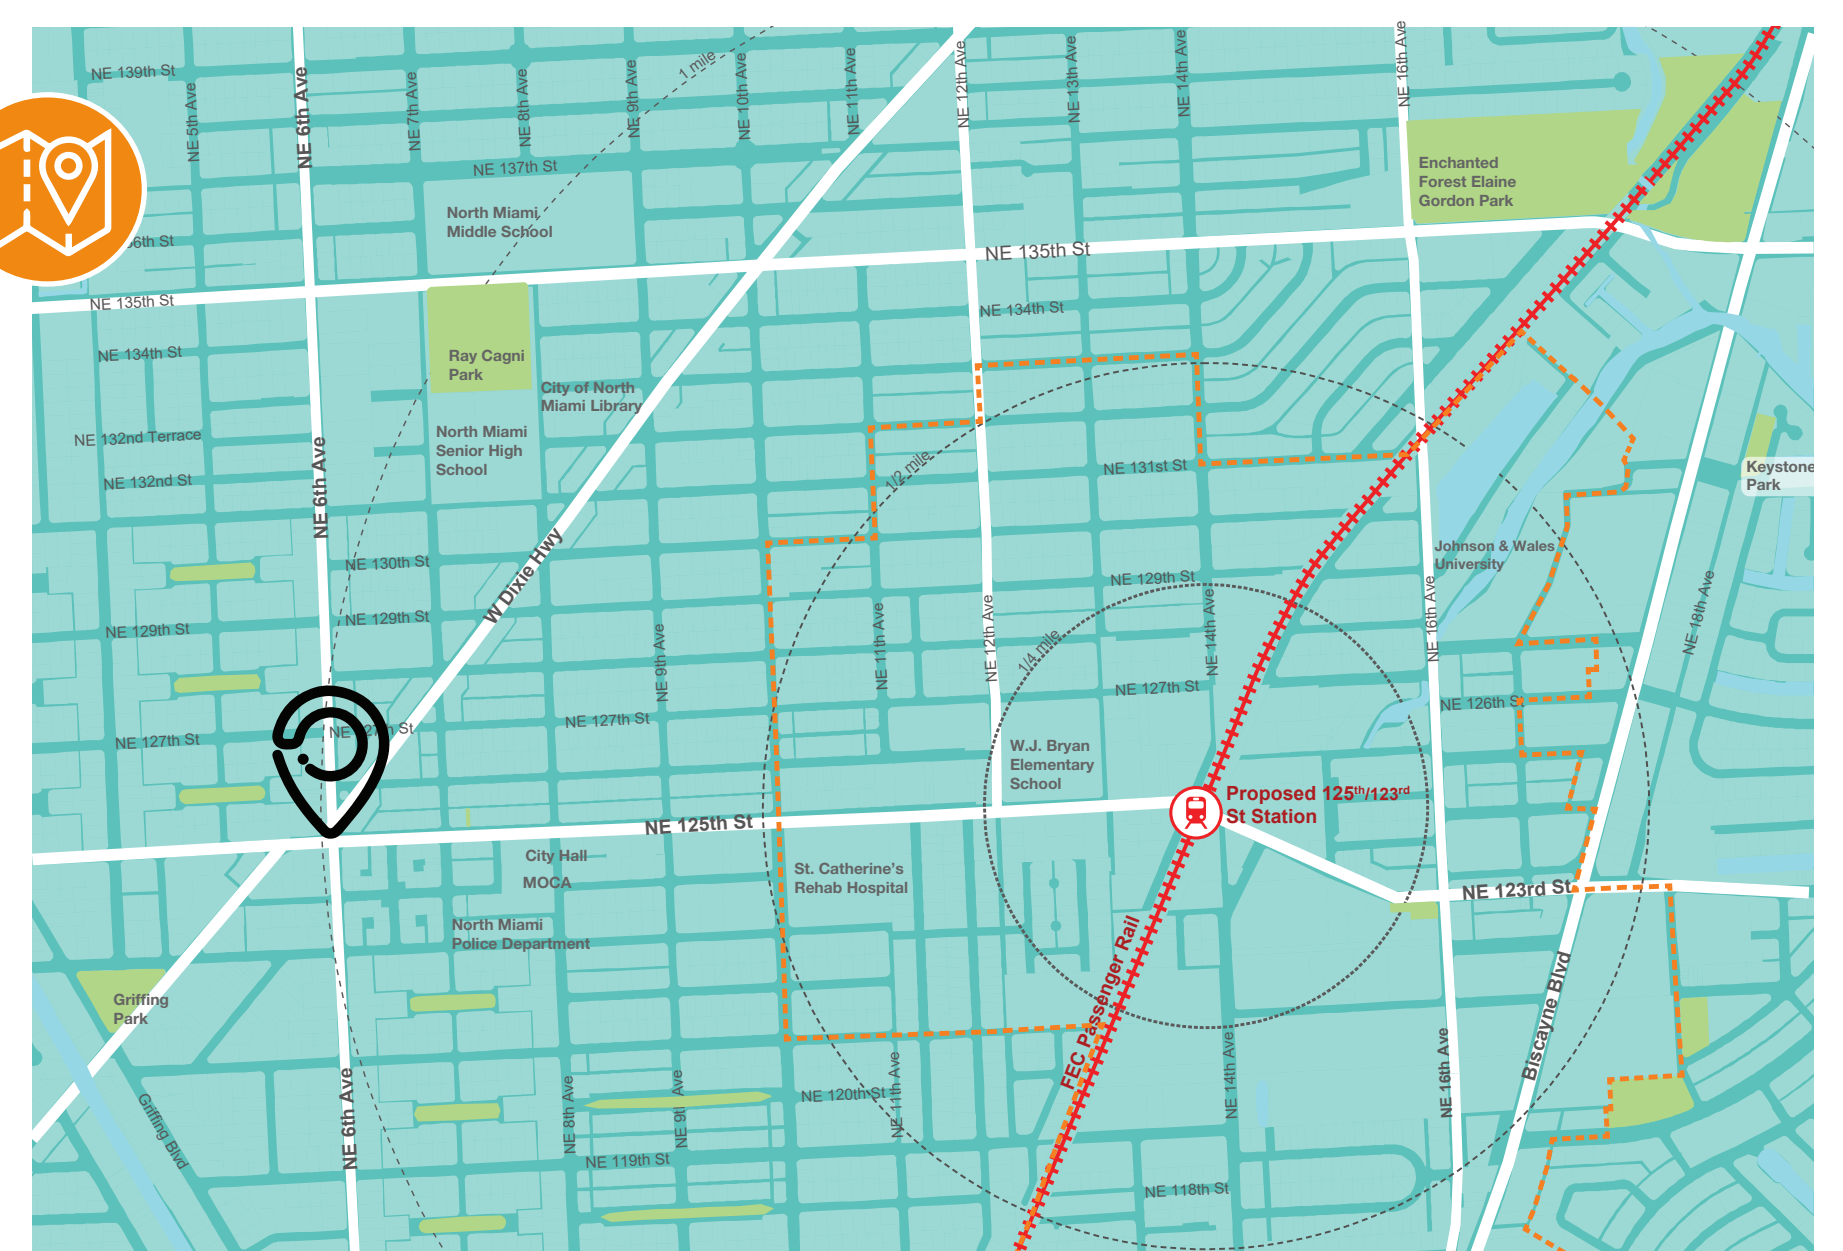 NE 139th St
NE 5th Ave
NE 6th Ave
NE 7th Ave
NE 8th Ave
NE 9th Ave
1 mile
NE 10th Ave
NE 11th Ave
NE 12th Ave
NE 13th Ave
NE 14th Ave
NE 16th Ave
NE 137th St
Enchanted
Forest Elaine
Gordon Park
North Miami
Middle School
36th St
NE 135th St
NE 135th St
NE 134th St
NE 134th St
Ray Cagni
Park
City of North
Miami Library
NE 132nd Terrace
North Miami
Senior High
School
NE 6th Ave
NE 132nd St
1/2 mile
NE 131st St
Keystone
Park
W Dixie Hwy
NE 130th St
Johnson & Wales
University
NE 129th St
NE 129th St
NE 129th St
NE 9th Ave
NE 11th Ave
NE 12th Ave
1/4 mile
NE 14th Ave
NE 16th Ave
NE 18th Ave
NE 127th St
NE 127th St
NE 127th St
NE 127th St
NE 126th St
W.J. Bryan
Elementary
School
Proposed 125th/123rd
St Station
NE 125th St
City Hall
MOCA
St. Catherine's
Rehab Hospital
NE 123rd St
North Miami
Police Department
FEC Passenger Rail
Biscayne Blvd
Griffing
Park
Griffing Blvd
NE 6th Ave
NE 8th Ave
NE 9th Ave
NE 120th St
NE 11th Ave
NE 14th Ave
NE 16th Ave
NE 119th St
NE 118th St